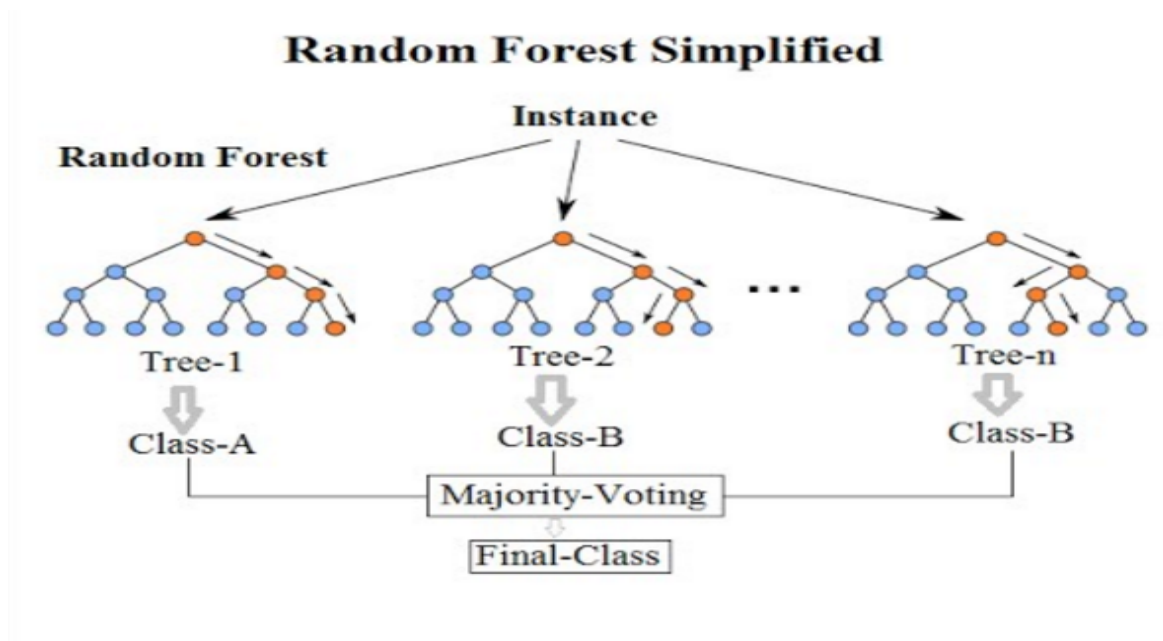 Random Forest Simplified
Instance
Random Forest
...
Tree-1
Tree-2
Tree-n
Class-A
Class-B
Class-B
Majority-Voting
Final-Class